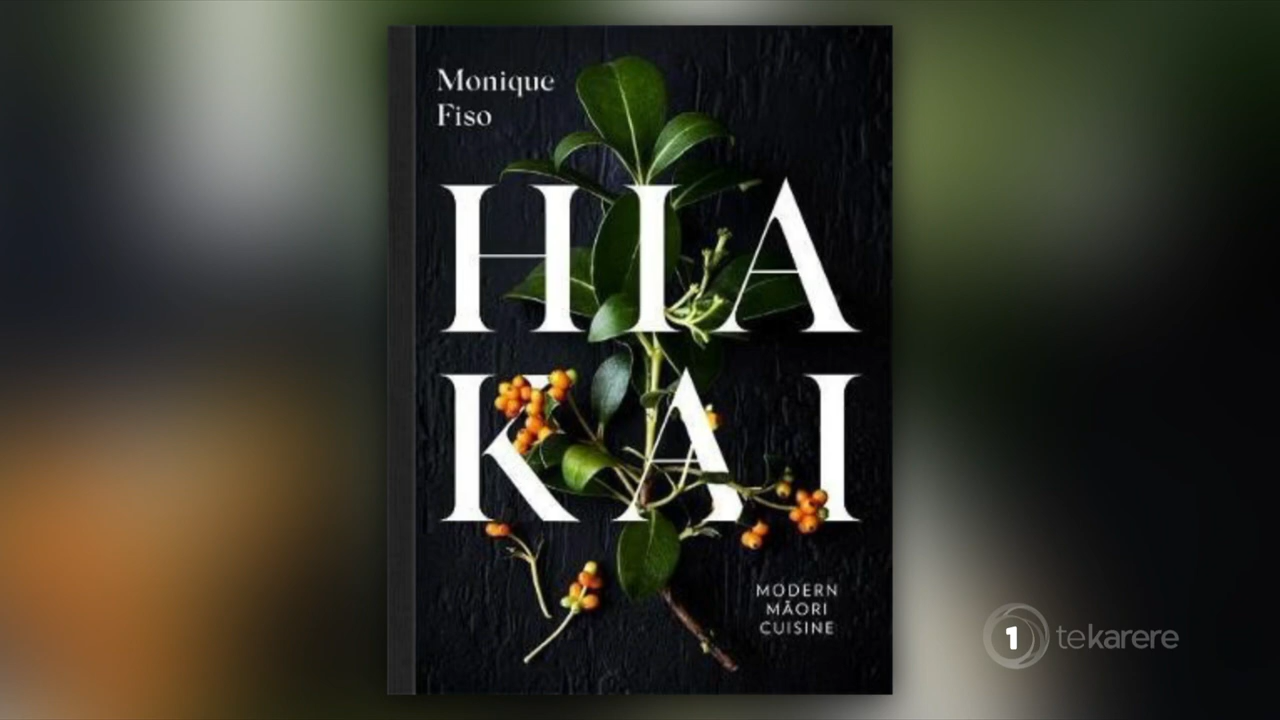 Monique
Fiso
HIA
KAI
MODERN
MĀORI
CUISINE
1 tekarere